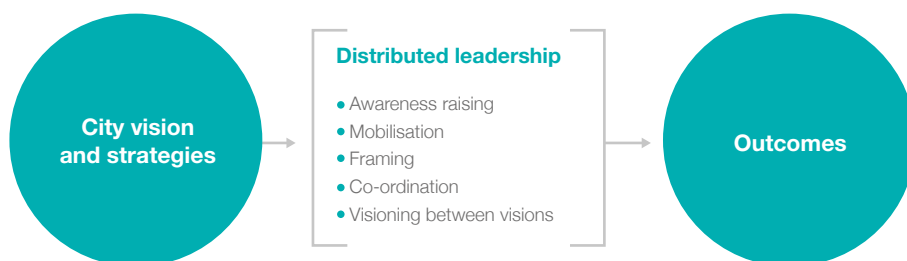 City vision
and strategies
Distributed leadership
• Awareness raising
• Mobilisation
• Framing
• Co-ordination
• Visioning between visions
Outcomes